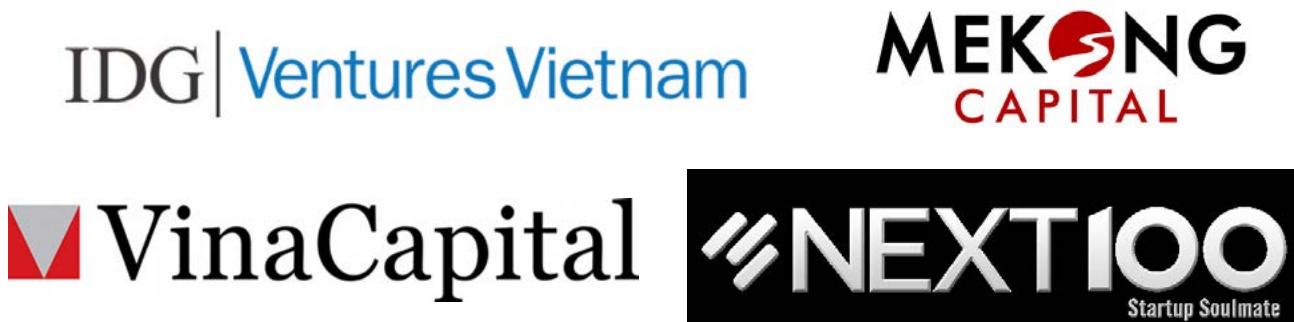 IDG Ventures Vietnam
MEKONG
CAPITAL
VinaCapital
NEXT100
Startup Soulmate